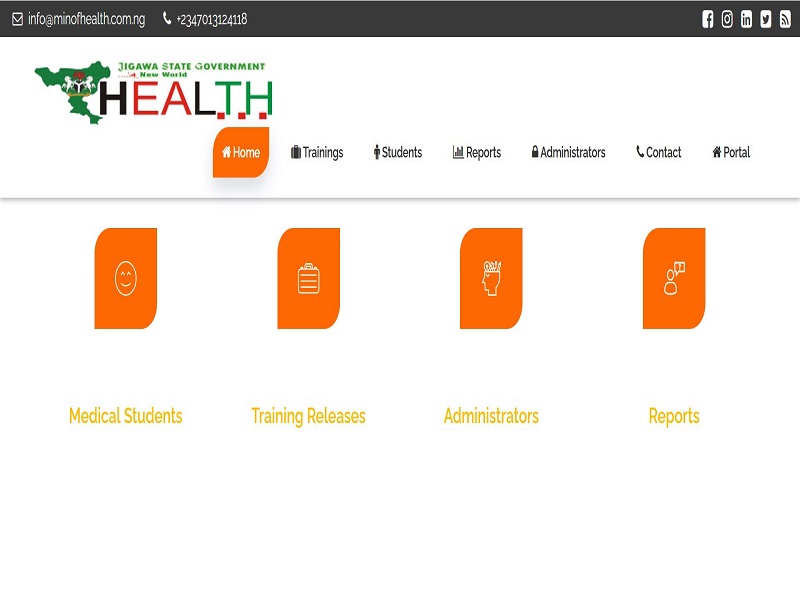 info@minofhealth.com.ng +2347013124118
JIGAWA STATE GOVERNMENT
New World
HEALTH
Home Trainings Students Reports Administrators Contact Portal
Medical Students Training Releases Administrators Reports